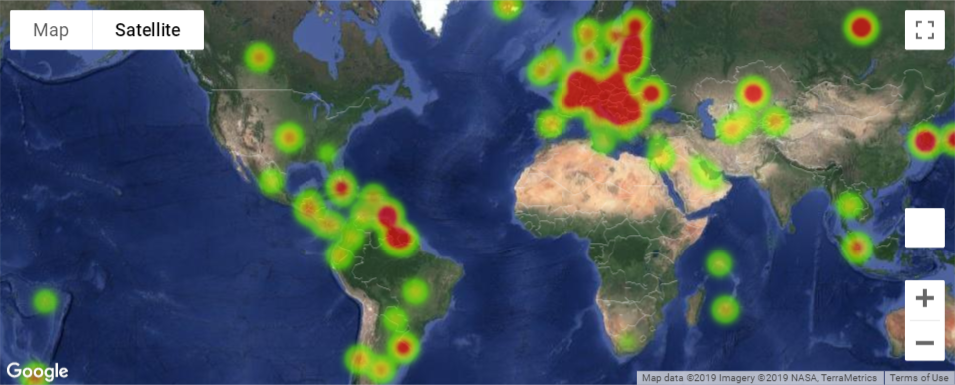 Map Satellite
Google
Map data ©2019 Imagery ©2019 NASA, TerraMetrics Terms of Use